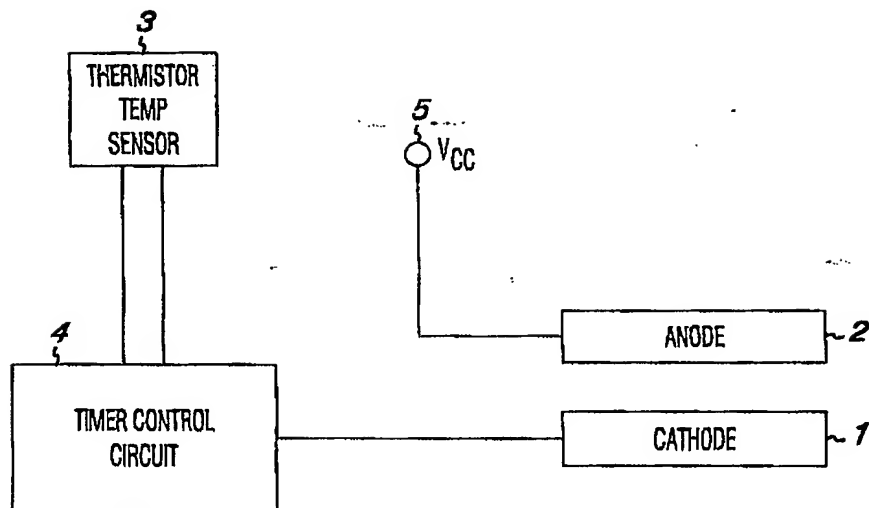 3
THERMISTOR
TEMP
SENSOR
5
VCC
ANODE
2
4
TIMER CONTROL
CIRCUIT
CATHODE
1